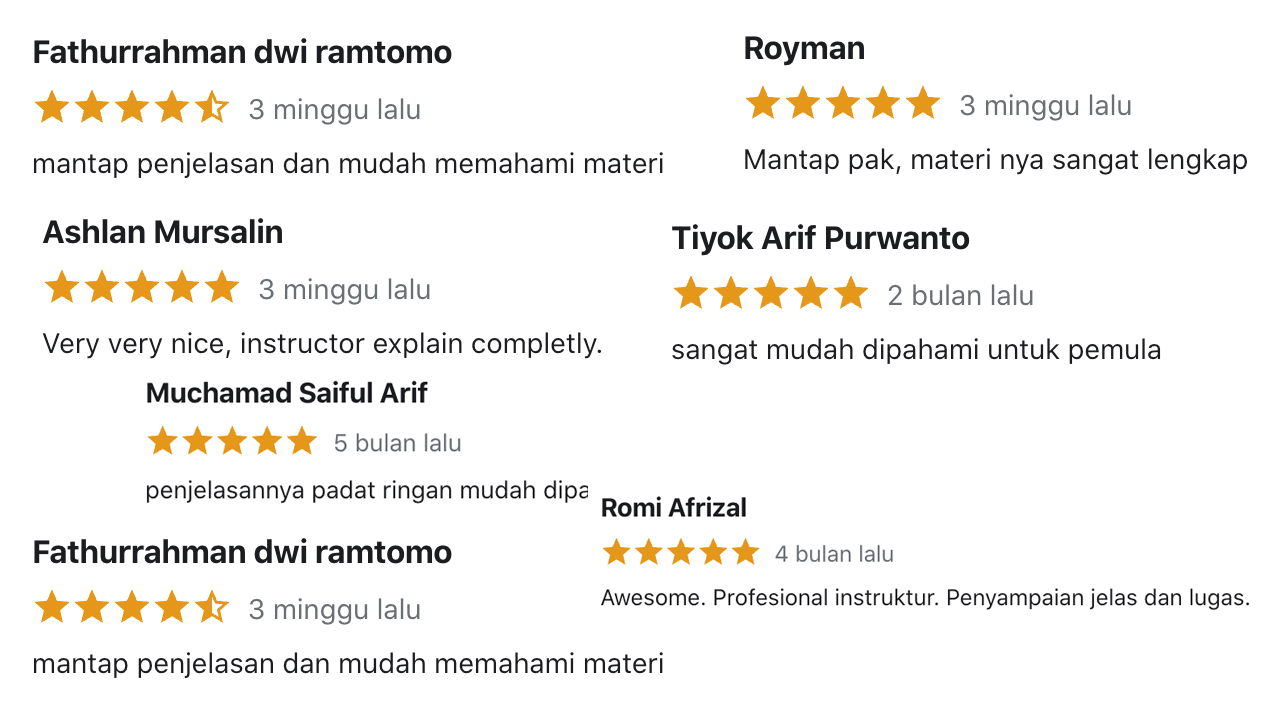 Fathurrahman dwi ramtomo
3 minggu lalu
mantap penjelasan dan mudah memahami materi
Royman
3 minggu lalu
Mantap pak, materi nya sangat lengkap
Ashlan Mursalin
3 minggu lalu
Very very nice, instructor explain completly.
Tiyok Arif Purwanto
2 bulan lalu
sangat mudah dipahami untuk pemula
Muchamad Saiful Arif
5 bulan lalu
penjelasannya padat ringan mudah dipa
Romi Afrizal
4 bulan lalu
Awesome. Profesional instruktur. Penyampaian jelas dan lugas.
Fathurrahman dwi ramtomo
3 minggu lalu
mantap penjelasan dan mudah memahami materi